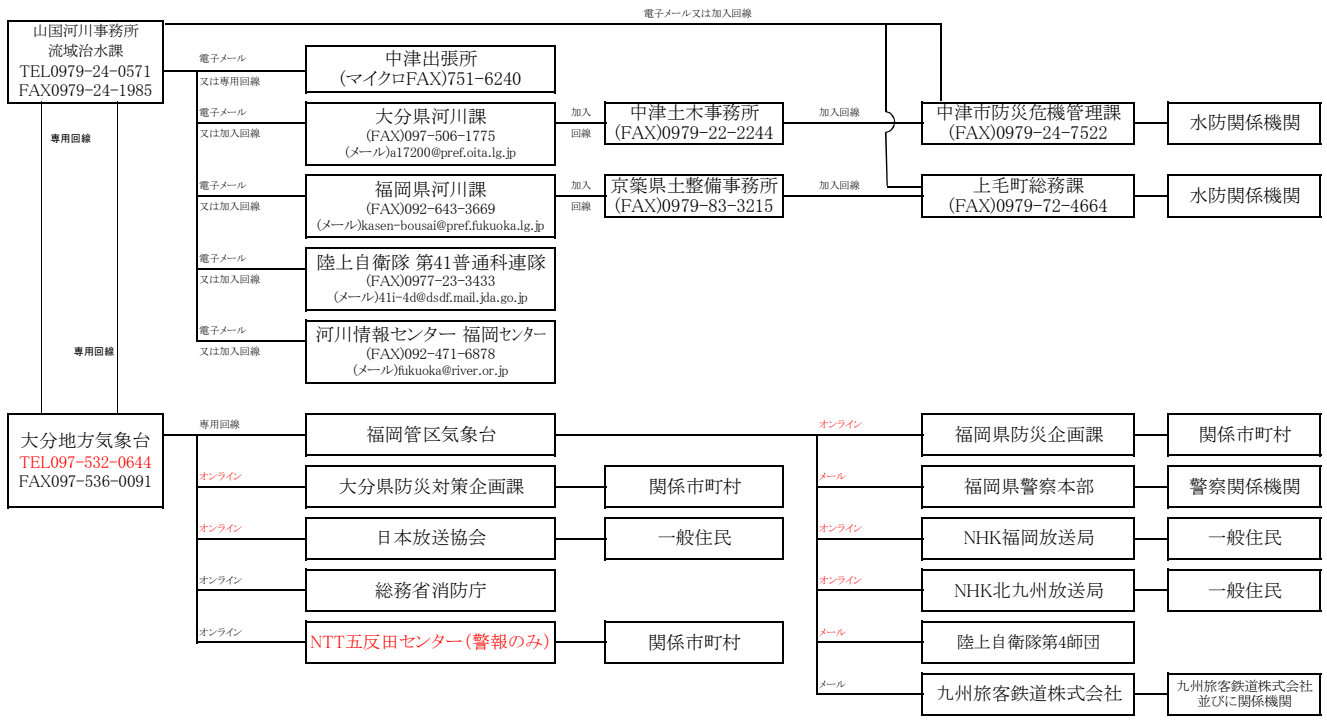 電子メール又は加入回線
山国河川事務所
流域治水課
TEL0979-24-0571
FAX0979-24-1985
電子メール
又は専用回線
中津出張所
(マイクロFAX)751-6240
電子メール
又は加入回線
大分県河川課
(FAX)097-506-1775
(メール)a17200@pref.oita.lg.jp
加入
回線
中津土木事務所
(FAX)0979-22-2244
加入回線
中津市防災危機管理課
(FAX)0979-24-7522
水防関係機関
専用回線
電子メール
又は加入回線
福岡県河川課
(FAX)092-643-3669
(メール)kasen-bousai@pref.fukuoka.lg.jp
加入
回線
京築県土整備事務所
(FAX)0979-83-3215
加入回線
上毛町総務課
(FAX)0979-72-4664
水防関係機関
電子メール
又は加入回線
陸上自衛隊 第41普通科連隊
(FAX)0977-23-3433
(メール)41i-4d@dsdf.mail.jda.go.jp
専用回線
電子メール
又は加入回線
河川情報センター 福岡センター
(FAX)092-471-6878
(メール)fukuoka@river.or.jp
大分地方気象台
TEL097-532-0644
FAX097-536-0091
専用回線
福岡管区気象台
オンライン
福岡県防災企画課
関係市町村
オンライン
大分県防災対策企画課
関係市町村
メール
福岡県警察本部
警察関係機関
オンライン
日本放送協会
一般住民
オンライン
NHK福岡放送局
一般住民
オンライン
総務省消防庁
オンライン
NHK北九州放送局
一般住民
オンライン
NTT五反田センター(警報のみ)
関係市町村
メール
陸上自衛隊第4師団
メール
九州旅客鉄道株式会社
九州旅客鉄道株式会社
並びに関係機関